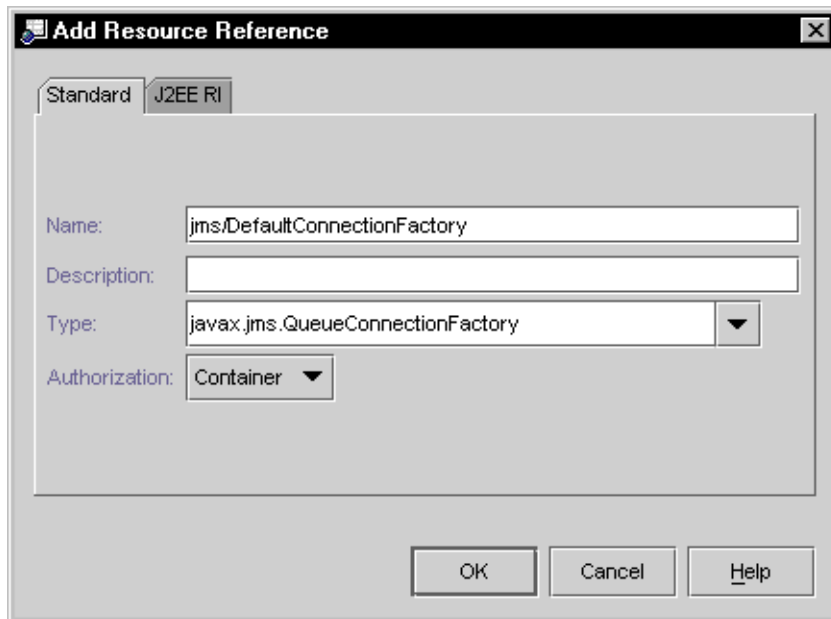 Add Resource Reference
Standard J2EE RI
Name: jms/DefaultConnectionFactory
Description:
Type: javax.jms.QueueConnectionFactory
Authorization: Container
OK Cancel Help